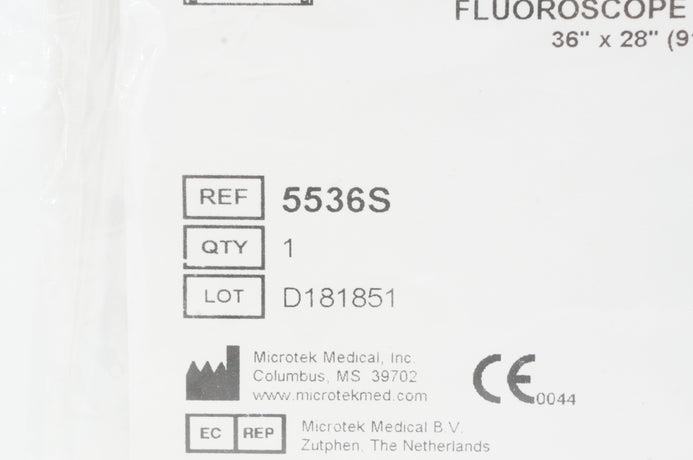 FLUOROSCOPE
36" x 28" (91
REF 5536S
QTY 1
LOT D181851
Microtek Medical, Inc.
Columbus, MS 39702
www.microtekmed.com
CE 0044
EC REP
Microtek Medical B.V.
Zutphen, The Netherlands